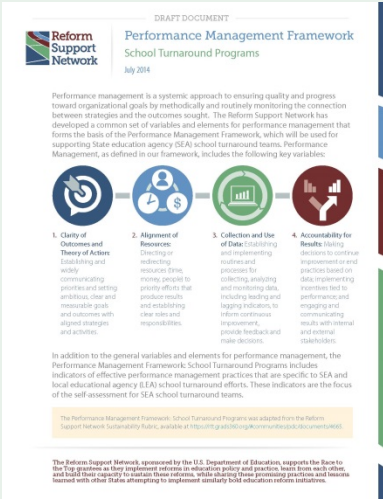 DRAFT DOCUMENT
Reform
Support
Network
Performance Management Framework
School Turnaround Programs
July 2014
Performance management is a systemic approach to ensuring quality and progress
toward organizational goals by methodically and routinely monitoring the connection
between strategies and the outcomes sought. The Reform Support Network has
developed a common set of variables and elements for performance management that
forms the basis of the Performance Management Framework, which will be used for
supporting State education agency (SEA) school turnaround teams. Performance
Management, as defined in our framework, includes the following key variables:
$
1. Clarity of
Outcomes and
Theory of Action:
Establishing and
widely
communicating
priorities and setting
ambitious, clear and
measurable goals
and outcomes with
aligned strategies
and activities.
2. Alignment of
Resources:
Directing or
redirecting
resources (time,
money, people) to
priority efforts that
produce results
and establishing
clear roles and
responsibilities.
3. Collection and Use
of Data: Establishing
and implementing
routines and
processes for
collecting, analyzing
and monitoring data,
including leading and
lagging indicators, to
inform continuous
improvement,
provide feedback and
make decisions.
4. Accountability for
Results: Making
decisions to continue
improvement or end
practices based on
data; implementing
incentives tied to
performance; and
engaging and
communicating
results with internal
and external
stakeholders.
In addition to the general variables and elements for performance management, the
Performance Management Framework: School Turnaround Programs includes
indicators of effective performance management practices that are specific to SEA and
local educational agency (LEA) school turnaround efforts. These indicators are the focus
of the self-assessment for SEA school turnaround teams.
The Performance Management Framework: School Turnaround Programs was adapted from the Reform
Support Network Sustainability Rubric, available at
The Reform Support Network, sponsored by the U.S. Department of Education, supports the Race to
the Top grantees as they implement reforms in education policy and practice, learn from each other,
and build their capacity to sustain these reforms, while sharing these promising practices and lessons
learned with other States attempting to implement similarly bold education reform initiatives.